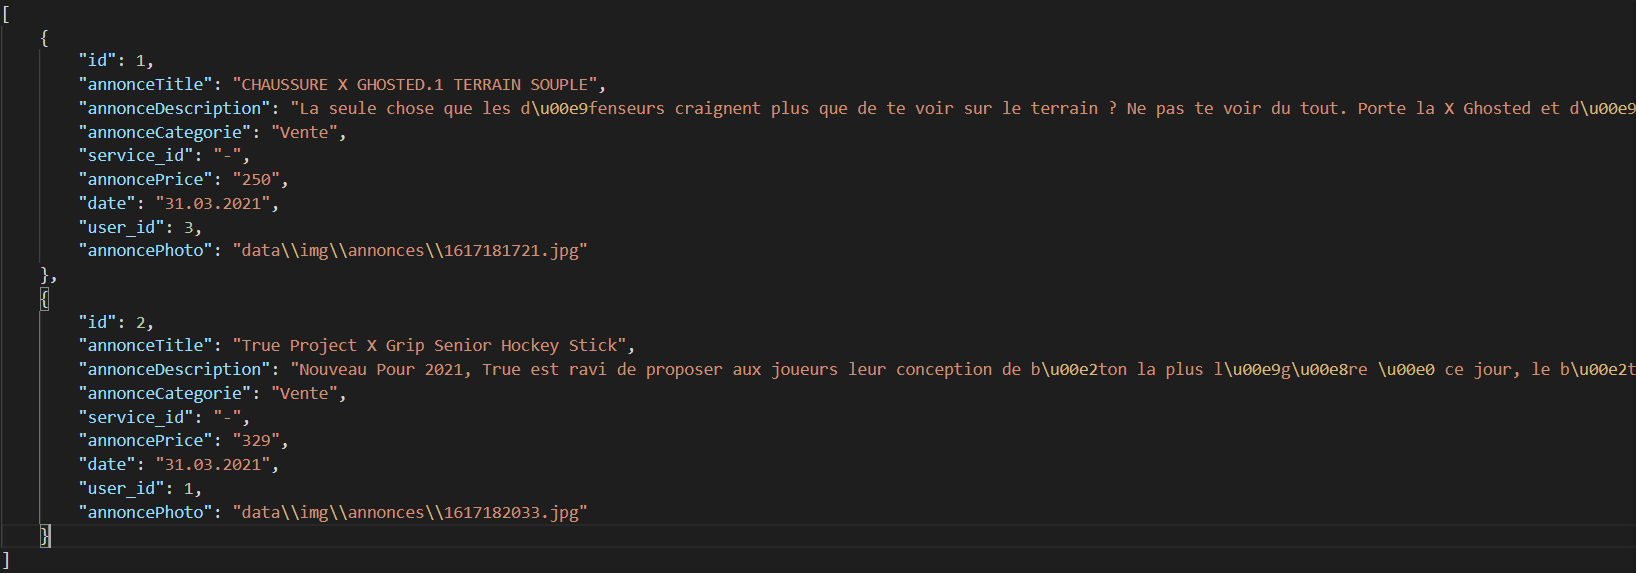 [
    {
        "id": 1,
        "annonceTitle": "CHAUSSURE X GHOSTED.1 TERRAIN SOUPLE",
        "annonceDescription": "La seule chose que les d\u00e9fenseurs craignent plus que de te voir sur le terrain ? Ne pas te voir du tout. Porte la X Ghosted et d\u00e9
        "annonceCategorie": "Vente",
        "service_id": "-",
        "annoncePrice": "250",
        "date": "31.03.2021",
        "user_id": 3,
        "annoncePhoto": "data\\img\\annonces\\1617181721.jpg"
    },
    {
        "id": 2,
        "annonceTitle": "True Project X Grip Senior Hockey Stick",
        "annonceDescription": "Nouveau Pour 2021, True est ravi de proposer aux joueurs leur conception de b\u00e2ton la plus l\u00e9g\u00e8re \u00e0 ce jour, le b\u00e2t
        "annonceCategorie": "Vente",
        "service_id": "-",
        "annoncePrice": "329",
        "date": "31.03.2021",
        "user_id": 1,
        "annoncePhoto": "data\\img\\annonces\\1617182033.jpg"
    }
]